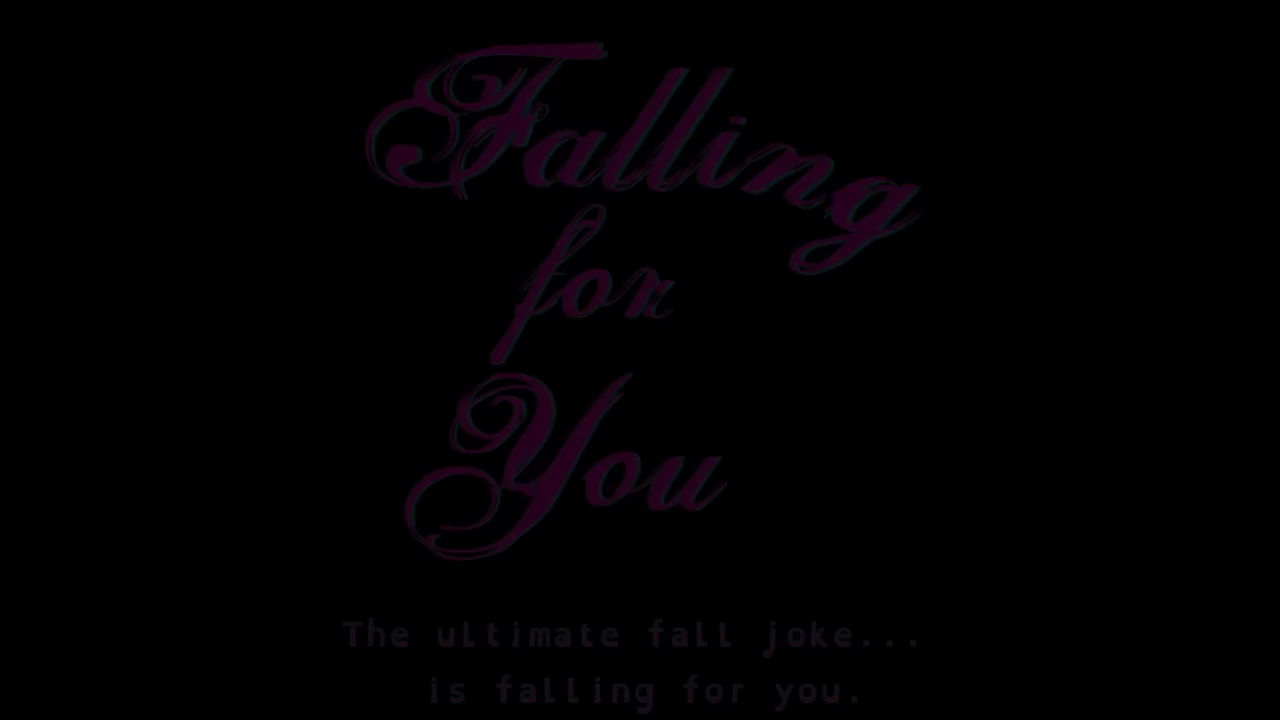 Falling
for
You
The ultimate fall joke...
is falling for you.